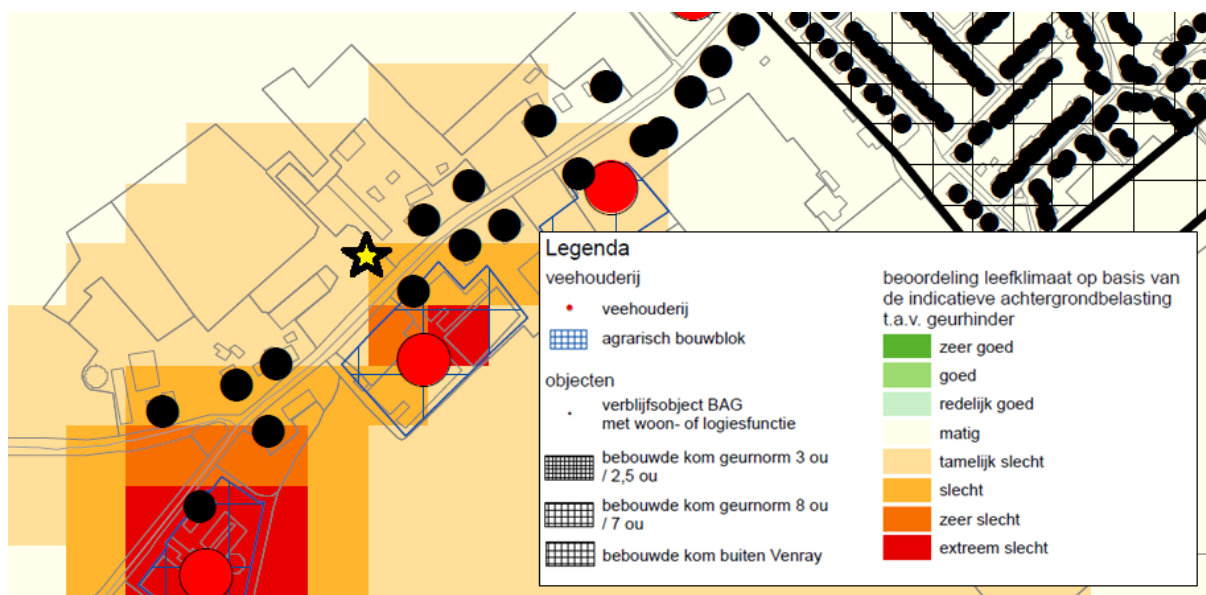 Legenda
veehouderij
veehouderij
agrarisch bouwblok
objecten
verblijfsobject BAG
met woon- of logiesfunctie
bebouwde kom geurnorm 3 ou
/ 2,5 ou
bebouwde kom geurnorm 8 ou
/ 7 ou
bebouwde kom buiten Venray
beoordeling leefklimaat op basis van
de indicatieve achtergrondbelasting
t.a.v. geurhinder
zeer goed
goed
redelijk goed
matig
tamelijk slecht
slecht
zeer slecht
extreem slecht